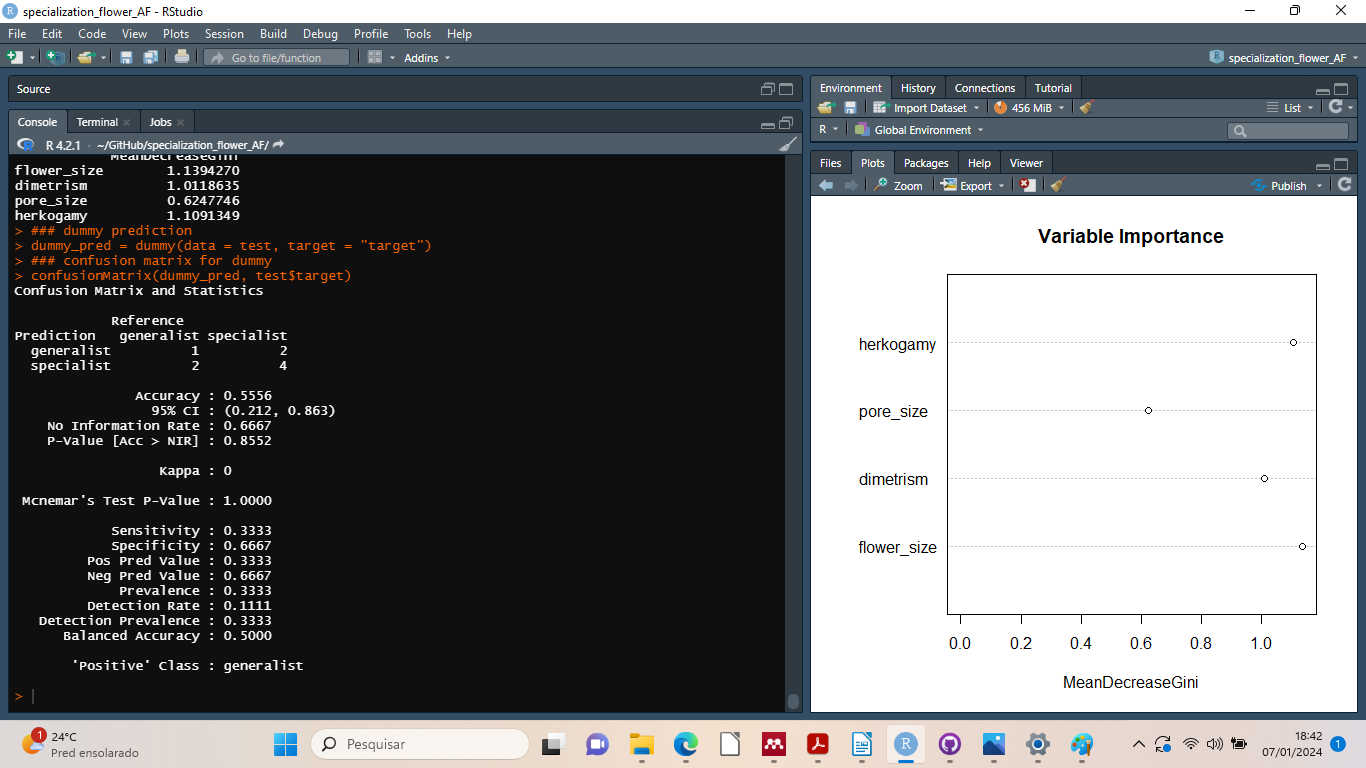 specialization_flower_AF - RStudio
File Edit Code View Plots Session Build Debug Profile Tools Help
Go to file/function Addins specialization_flower_AF
Source
Console Terminal Jobs
R 4.2.1 · ~/GitHub/specialization_flower_AF/
MeanDecreaseGini
flower_size 1.1394270
dimetrism 1.0118635
pore_size 0.6247746
herkogamy 1.1091349
> ### dummy prediction
> dummy_pred = dummy(data = test, target = "target")
> ### confusion matrix for dummy
> confusionMatrix(dummy_pred, test$target)
Confusion Matrix and Statistics
Reference
Prediction generalist specialist
generalist 1 2
specialist 2 4
Accuracy : 0.5556
95% CI : (0.212, 0.863)
No Information Rate : 0.6667
P-Value [Acc > NIR] : 0.8552
Kappa : 0
Mcnemar's Test P-Value : 1.0000
Sensitivity : 0.3333
Specificity : 0.6667
Pos Pred Value : 0.3333
Neg Pred Value : 0.6667
Prevalence : 0.3333
Detection Rate : 0.1111
Detection Prevalence : 0.3333
Balanced Accuracy : 0.5000
'Positive' Class : generalist
>
Environment History Connections Tutorial
Import Dataset 456 MiB List
R Global Environment
Files Plots Packages Help Viewer
Zoom Export Publish
Variable Importance
herkogamy
pore_size
dimetrism
flower_size
0.0 0.2 0.4 0.6 0.8 1.0
MeanDecreaseGini
1 24°C
Pred ensolarado
Pesquisar
R
18:42
07/01/2024 1